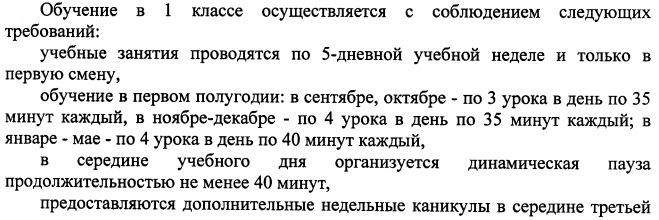 Обучение в 1 классе осуществляется с соблюдением следующих
требований:
учебные занятия проводятся по 5-дневной учебной неделе и только в
первую смену,
обучение в первом полугодии: в сентябре, октябре - по 3 урока в день по 35
минут каждый, в ноябре-декабре - по 4 урока в день по 35 минут каждый; в
январе - мае - по 4 урока в день по 40 минут каждый,
в середине учебного дня организуется динамическая пауза
продолжительностью не менее 40 минут,
предоставляются дополнительные недельные каникулы в середине третьей